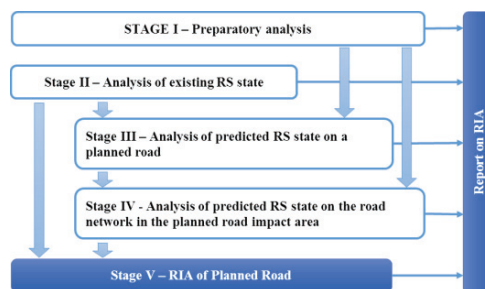 STAGE I – Preparatory analysis
Stage II – Analysis of existing RS state
Stage III – Analysis of predicted RS state on a
planned road
Stage IV - Analysis of predicted RS state on the road
network in the planned road impact area
Stage V – RIA of Planned Road
Report on RIA